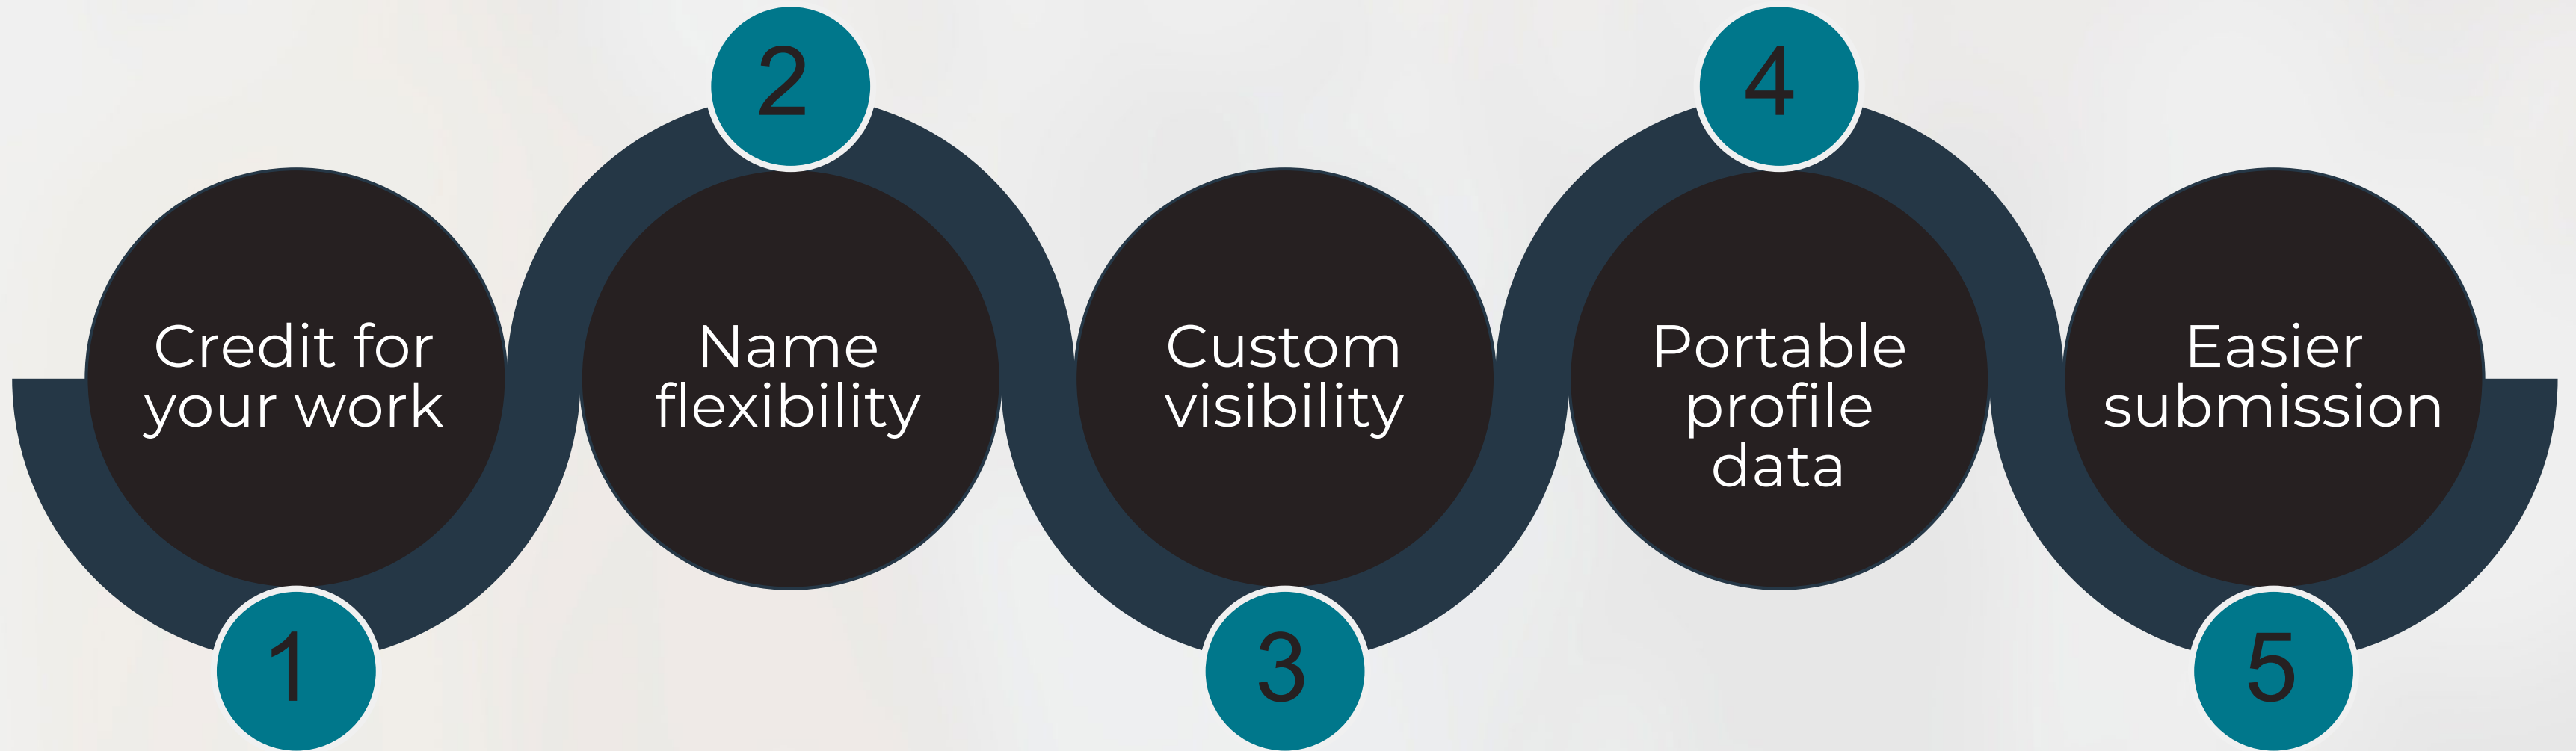 1
Credit for
your work
2
Name
flexibility
3
Custom
visibility
4
Portable
profile
data
5
Easier
submission